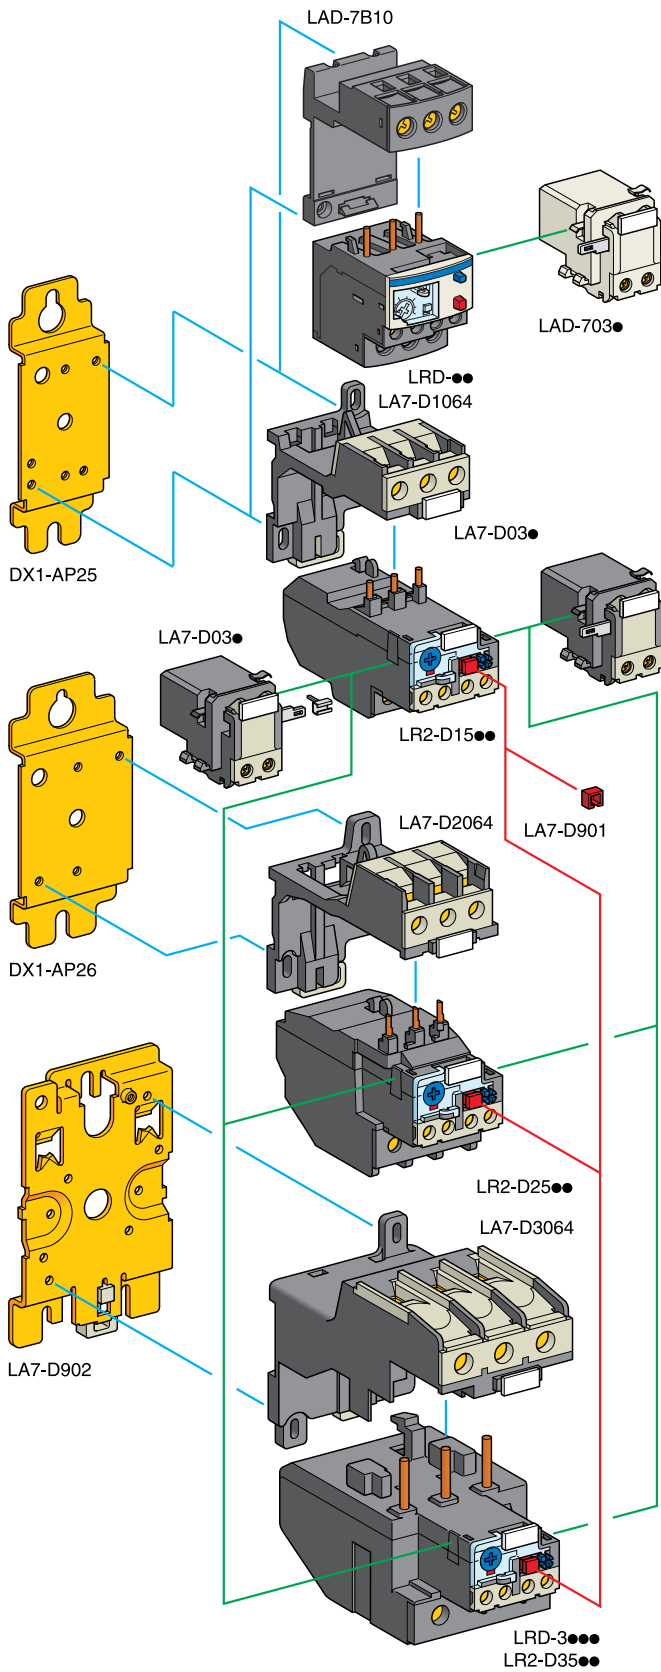 LAD-7B10
LAD-703●
LRD-●●
LA7-D1064
LA7-D03●
DX1-AP25
LA7-D03●
LR2-D15●●
LA7-D2064
LA7-D901
DX1-AP26
LR2-D25●●
LA7-D3064
LA7-D902
LRD-3●●●
LR2-D35●●